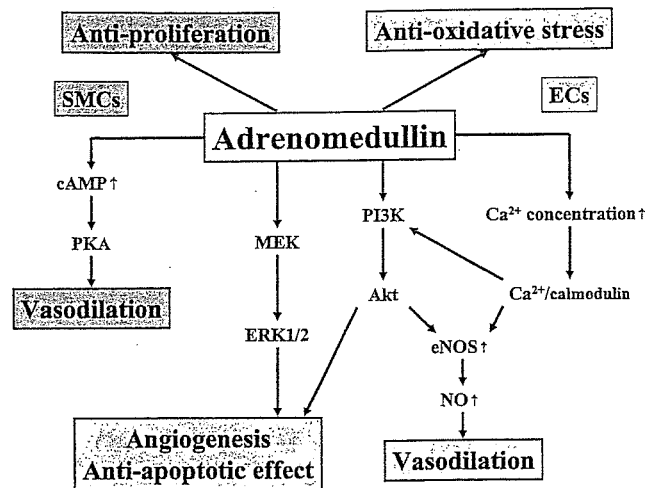 Anti-proliferation
Anti-oxidative stress
SMCs
ECs
Adrenomedullin
cAMP↑
PI3K
Ca²⁺ concentration↑
PKA
MEK
Vasodilation
Akt
Ca²⁺/calmodulin
ERK1/2
eNOS↑
NO↑
Angiogenesis
Anti-apoptotic effect
Vasodilation